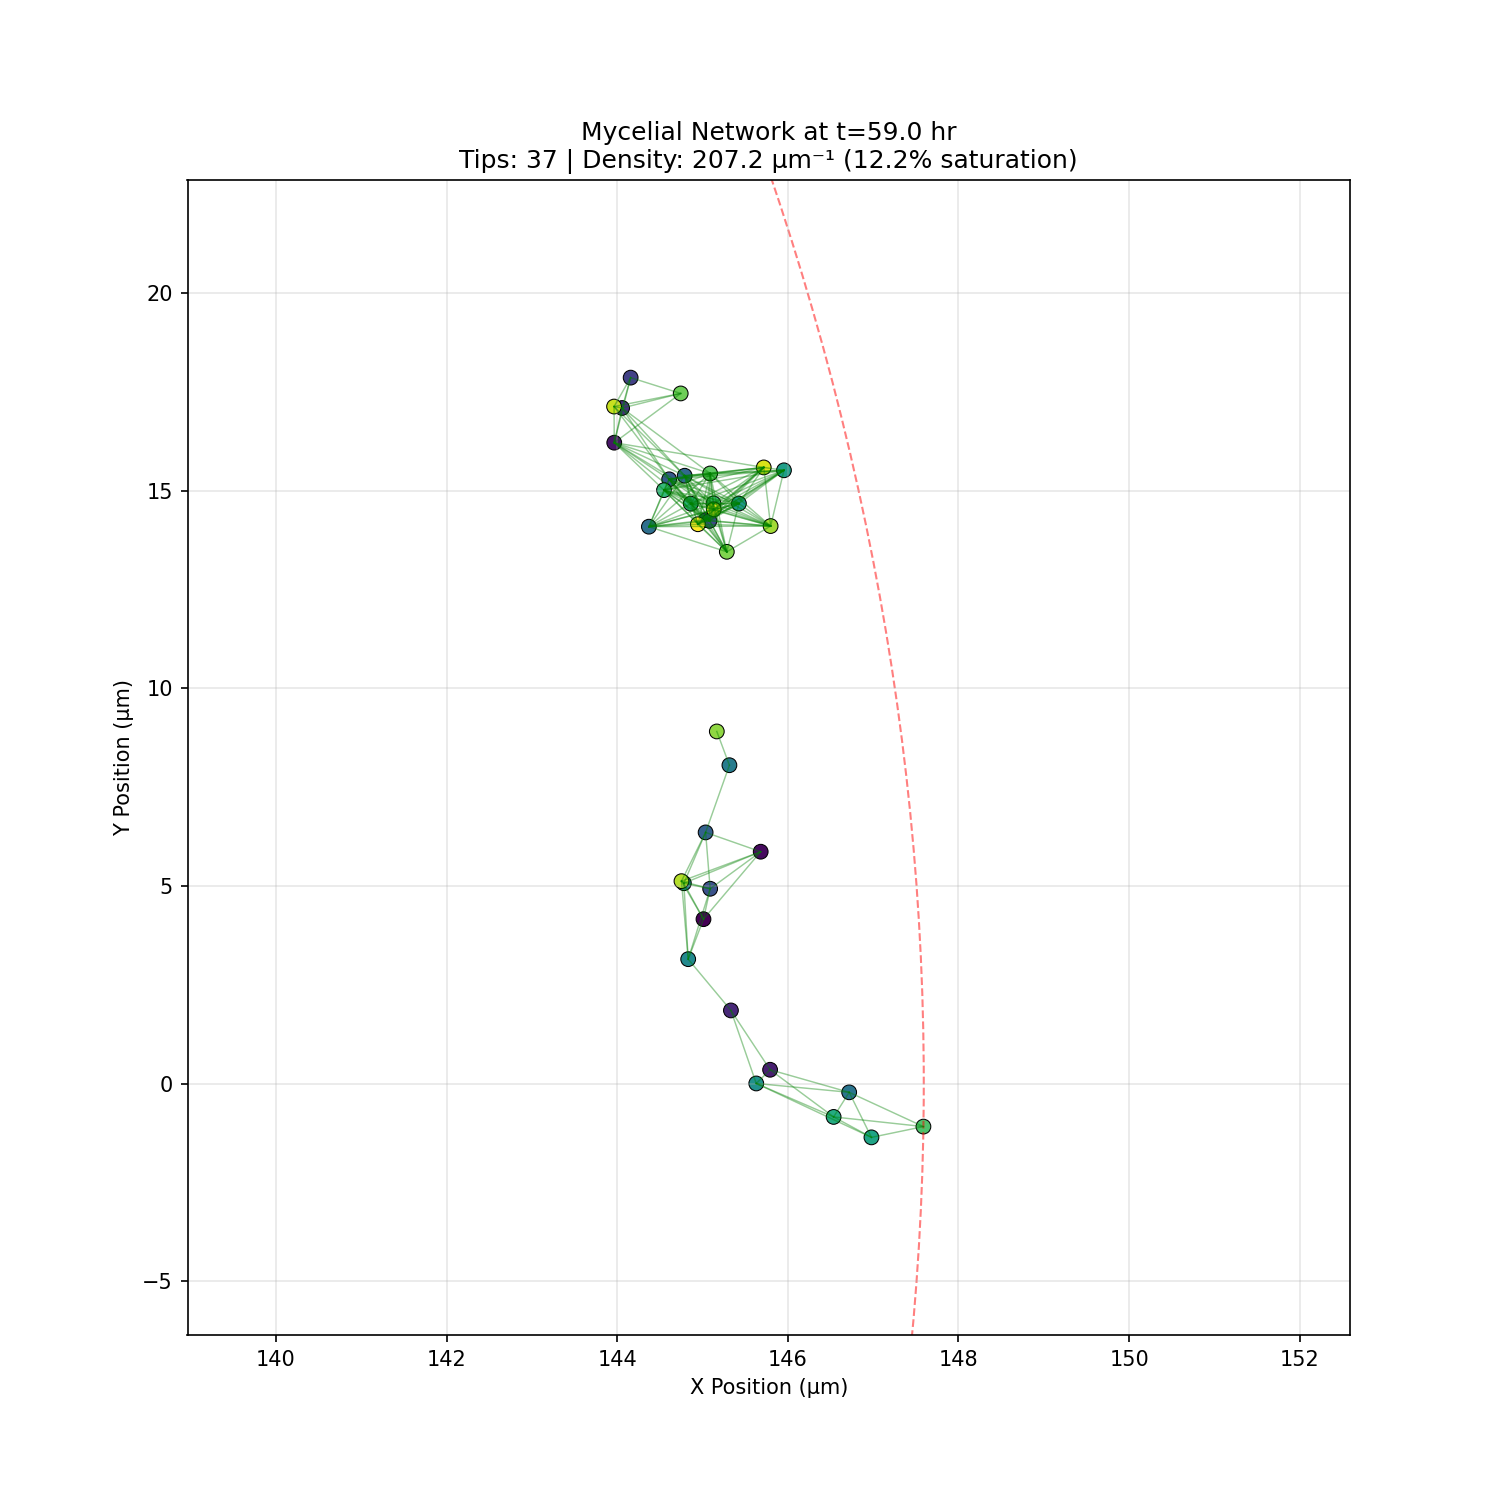 Mycelial Network at t=59.0 hr
Tips: 37 | Density: 207.2 μm⁻¹ (12.2% saturation)
20
15
10
5
0
−5
Y Position (μm)
140 142 144 146 148 150 152
X Position (μm)